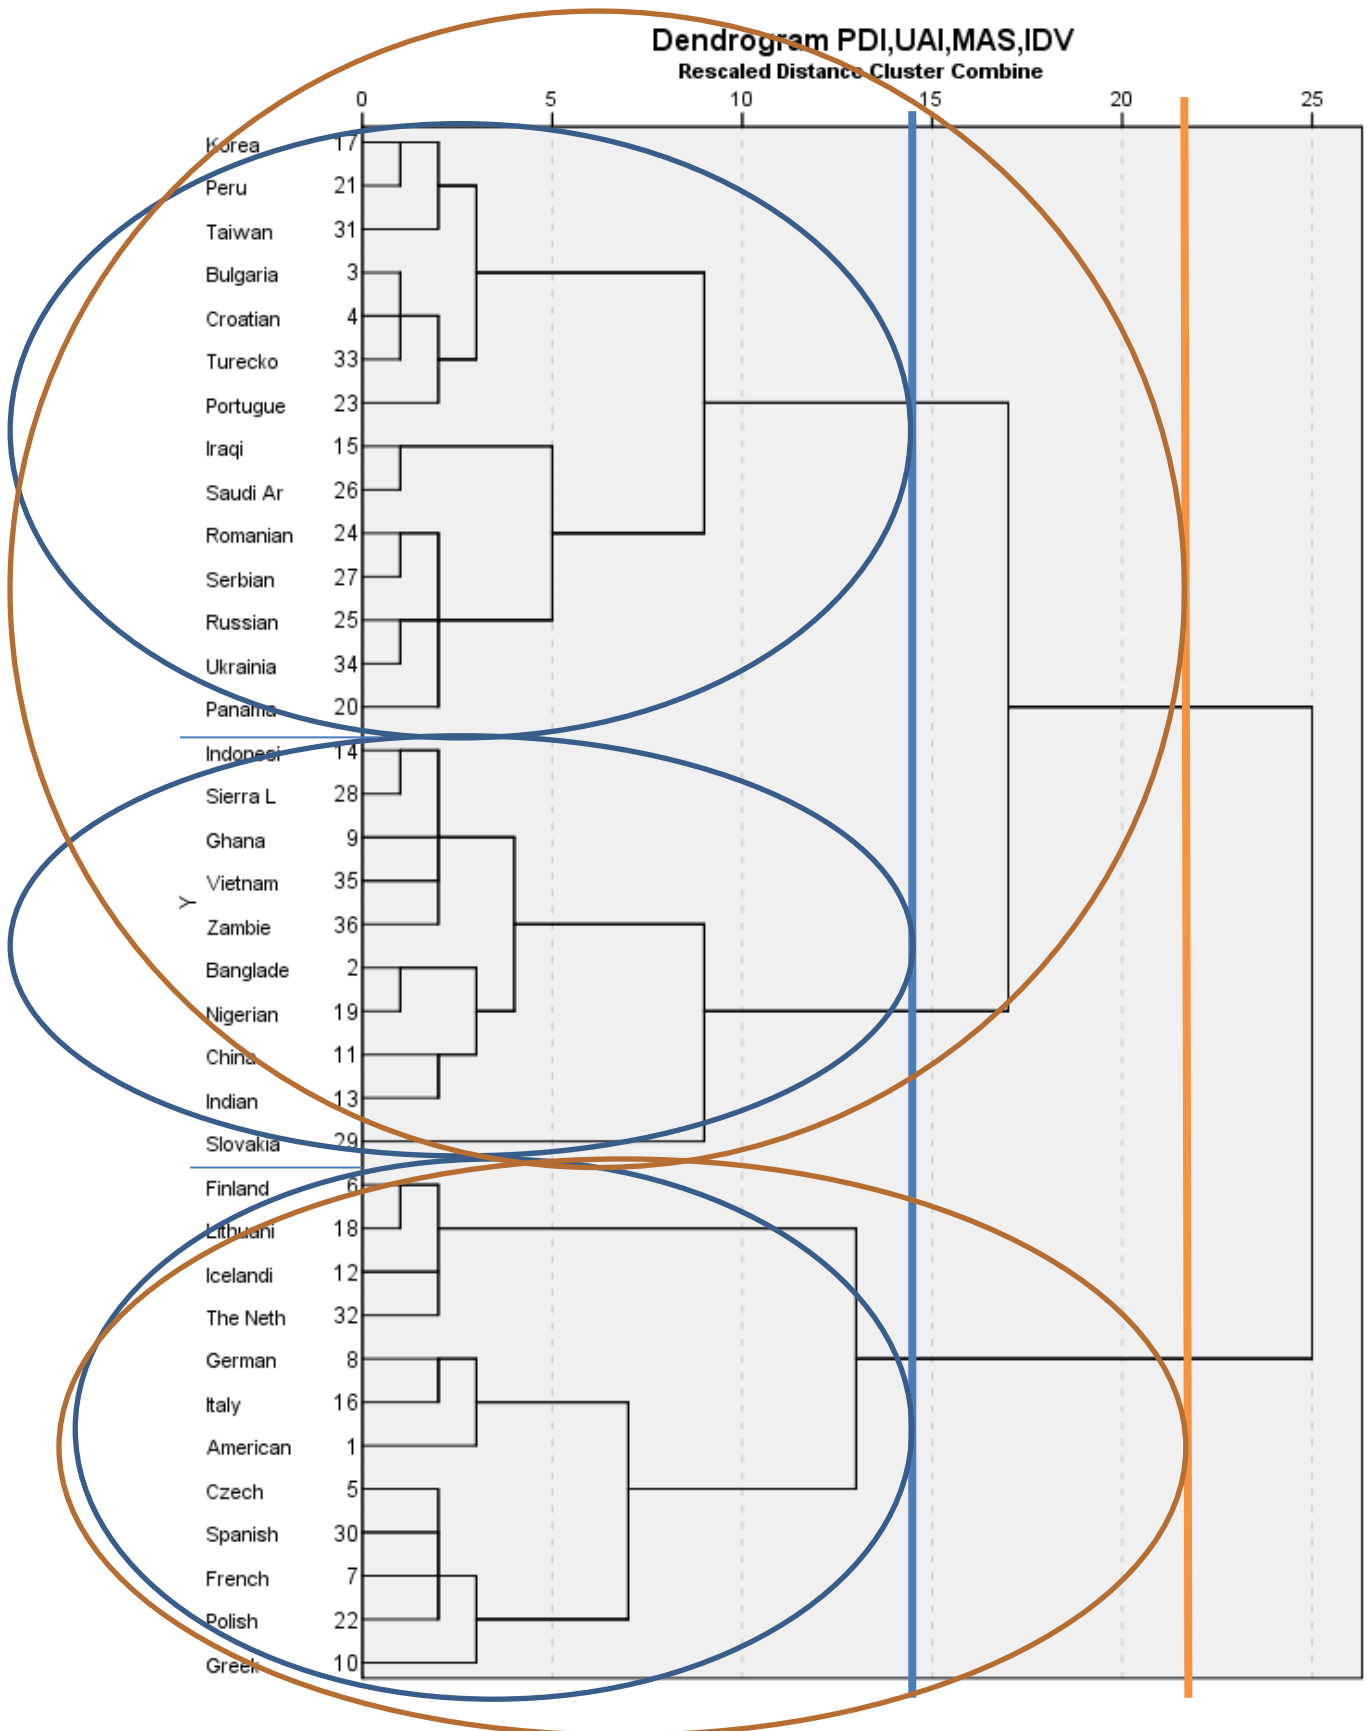 Dendrogram PDI,UAI,MAS,IDV
Rescaled Distance Cluster Combine
0 5 10 15 20 25
Korea 17
Peru 21
Taiwan 31
Bulgaria 3
Croatian 4
Turecko 33
Portugue 23
Iraqi 15
Saudi Ar 26
Romanian 24
Serbian 27
Russian 25
Ukrainia 34
Panama 20
Indonesi 14
Sierra L 28
Ghana 9
Vietnam 35
Y
Zambie 36
Banglade 2
Nigerian 19
China 11
Indian 13
Slovakia 29
Finland 6
Lithuani 18
Icelandi 12
The Neth 32
German 8
Italy 16
American 1
Czech 5
Spanish 30
French 7
Polish 22
Greek 10